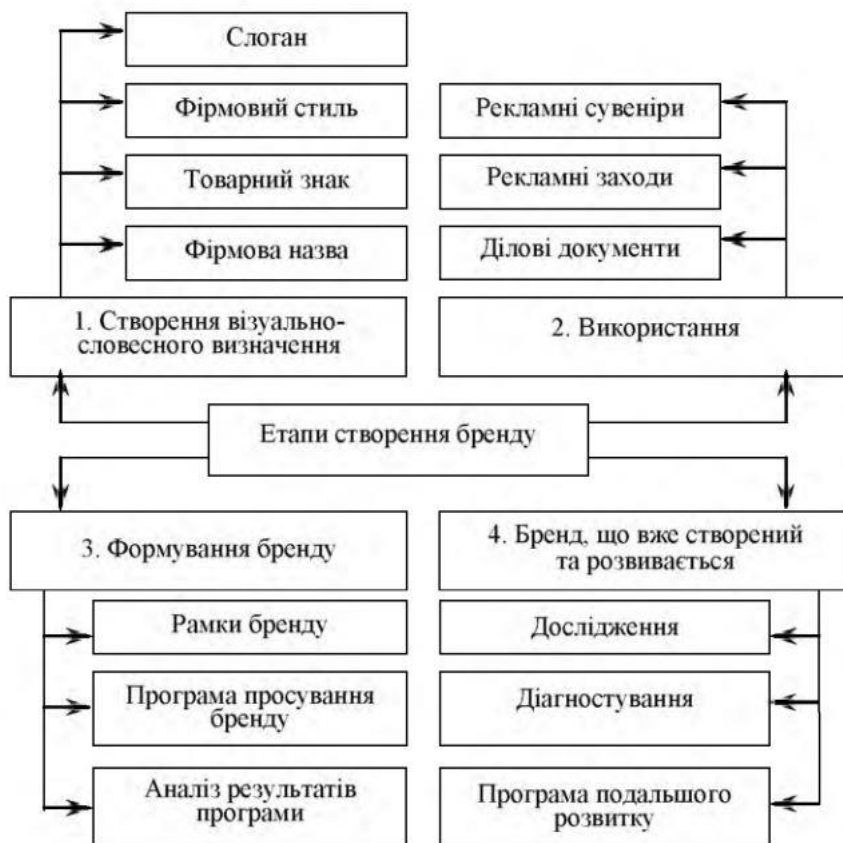 Слоган
Фірмовий стиль
Товарний знак
Фірмова назва
1. Створення візуально-
словесного визначення
Рекламні сувеніри
Рекламні заходи
Ділові документи
2. Використання
Етапи створення бренду
3. Формування бренду
Рамки бренду
Програма просування
бренду
Аналіз результатів
програми
4. Бренд, що вже створений
та розвивається
Дослідження
Діагностування
Програма подальшого
розвитку